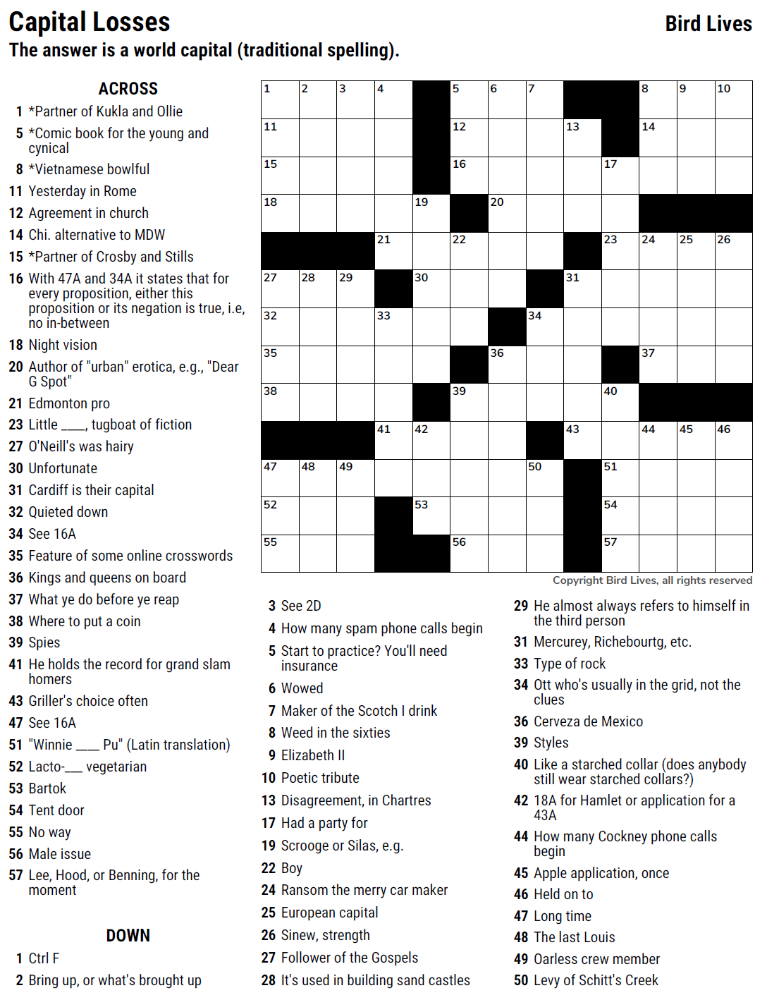 Capital Losses
Bird Lives
The answer is a world capital (traditional spelling).
ACROSS
1 *Partner of Kukla and Ollie
5 *Comic book for the young and
cynical
8 *Vietnamese bowlful
11 Yesterday in Rome
12 Agreement in church
14 Chi. alternative to MDW
15 *Partner of Crosby and Stills
16 With 47A and 34A it states that for
every proposition, either this
proposition or its negation is true, i.e,
no in-between
18 Night vision
20 Author of "urban" erotica, e.g., "Dear
G Spot"
21 Edmonton pro
23 Little ____, tugboat of fiction
27 O'Neill's was hairy
30 Unfortunate
31 Cardiff is their capital
32 Quieted down
34 See 16A
35 Feature of some online crosswords
36 Kings and queens on board
37 What ye do before ye reap
38 Where to put a coin
39 Spies
41 He holds the record for grand slam
homers
43 Griller's choice often
47 See 16A
51 "Winnie ____ Pu" (Latin translation)
52 Lacto-___ vegetarian
53 Bartok
54 Tent door
55 No way
56 Male issue
57 Lee, Hood, or Benning, for the
moment
DOWN
1 Ctrl F
2 Bring up, or what's brought up
1 2 3 4 5 6 7 8 9 10
11 12 13 14
15 16 17
18 19 20
21 22 23 24 25 26
27 28 29 30 31
32 33 34
35 36 37
38 39 40
41 42 43 44 45 46
47 48 49 50 51
52 53 54
55 56 57
Copyright Bird Lives, all rights reserved
3 See 2D
4 How many spam phone calls begin
5 Start to practice? You'll need
insurance
6 Wowed
7 Maker of the Scotch I drink
8 Weed in the sixties
9 Elizabeth II
10 Poetic tribute
13 Disagreement, in Chartres
17 Had a party for
19 Scrooge or Silas, e.g.
22 Boy
24 Ransom the merry car maker
25 European capital
26 Sinew, strength
27 Follower of the Gospels
28 It's used in building sand castles
29 He almost always refers to himself in
the third person
31 Mercurey, Richebourtg, etc.
33 Type of rock
34 Ott who's usually in the grid, not the
clues
36 Cerveza de Mexico
39 Styles
40 Like a starched collar (does anybody
still wear starched collars?)
42 18A for Hamlet or application for a
43A
44 How many Cockney phone calls
begin
45 Apple application, once
46 Held on to
47 Long time
48 The last Louis
49 Oarless crew member
50 Levy of Schitt's Creek